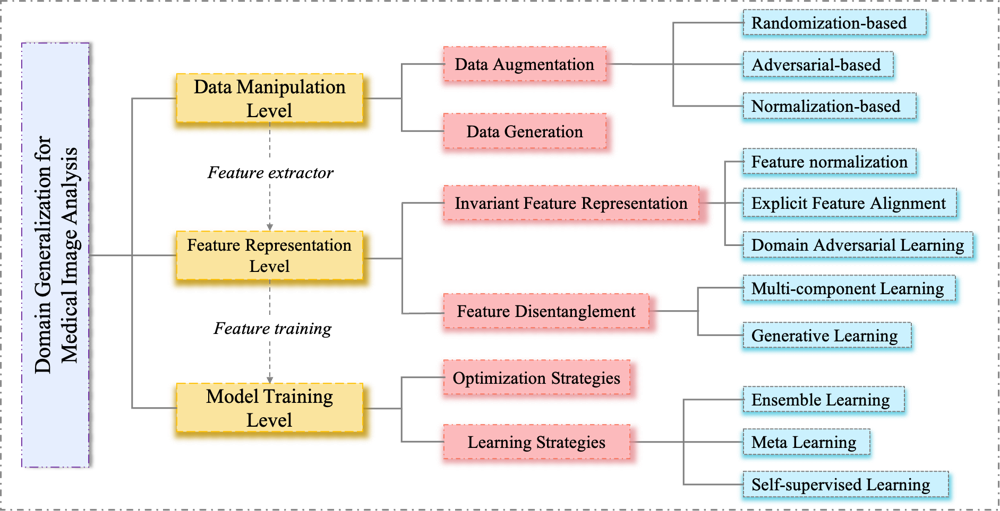 Domain Generalization for
Medical Image Analysis
Data Manipulation
Level
Feature extractor
Feature Representation
Level
Feature training
Model Training
Level
Data Augmentation
Data Generation
Invariant Feature Representation
Feature Disentanglement
Optimization Strategies
Learning Strategies
Randomization-based
Adversarial-based
Normalization-based
Feature normalization
Explicit Feature Alignment
Domain Adversarial Learning
Multi-component Learning
Generative Learning
Ensemble Learning
Meta Learning
Self-supervised Learning